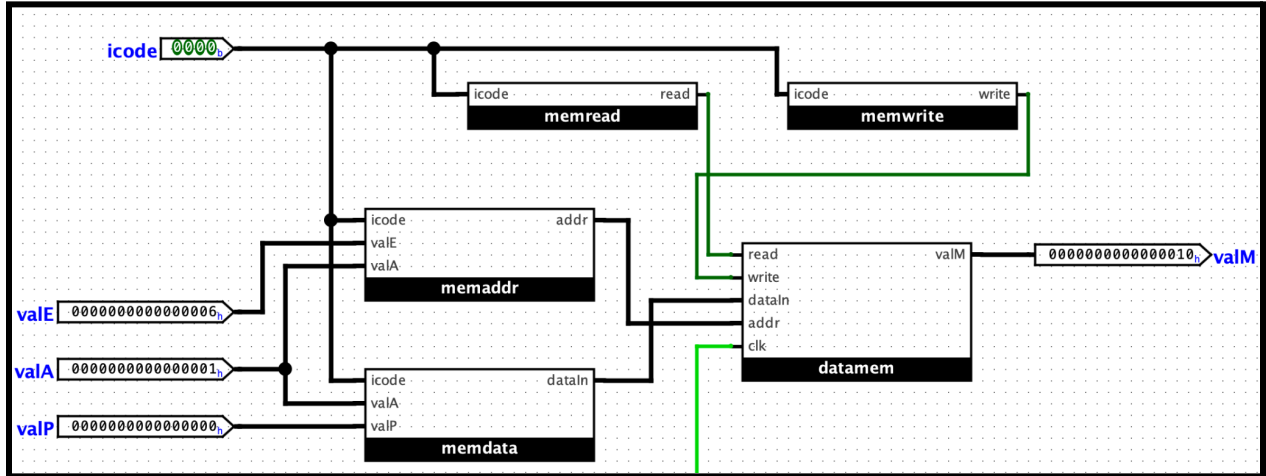 icode 0000b
icode read
memread
icode write
memwrite
icode addr
valE
valA
memaddr
read valM
write
dataIn
addr
clk
datamem
0000000000000010h valM
valE 0000000000000006h
valA 0000000000000001h
valP 0000000000000000h
icode dataIn
valA
valP
memdata